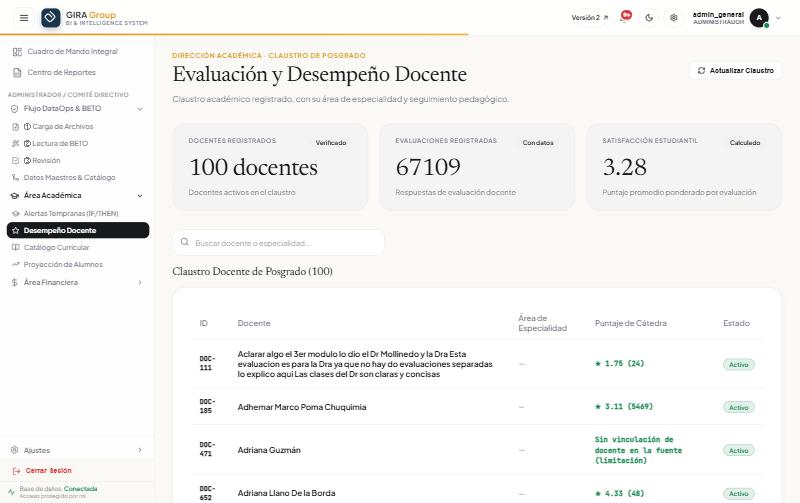 GIRA Group
BI & INTELLIGENCE SYSTEM
Versión 2
9+
admin_general
ADMINISTRADOR
A
Cuadro de Mando Integral
Centro de Reportes
ADMINISTRADOR / COMITÉ DIRECTIVO
Flujo DataOps & BETO
① Carga de Archivos
② Lectura de BETO
③ Revisión
Datos Maestros & Catálogo
Área Académica
Alertas Tempranas (IF/THEN)
Desempeño Docente
Catálogo Curricular
Proyección de Alumnos
Área Financiera
Ajustes
Cerrar Sesión
Base de datos: Conectada
Acceso protegido por rol
DIRECCIÓN ACADÉMICA · CLAUSTRO DE POSGRADO
Evaluación y Desempeño Docente
Claustro académico registrado, con su área de especialidad y seguimiento pedagógico.
Actualizar Claustro
DOCENTES REGISTRADOS
Verificado
100 docentes
Docentes activos en el claustro
EVALUACIONES REGISTRADAS
Con datos
67109
Respuestas de evaluación docente
SATISFACCIÓN ESTUDIANTIL
Calculado
3.28
Puntaje promedio ponderado por evaluación
Buscar docente o especialidad...
Claustro Docente de Posgrado (100)
ID
Docente
Área de
Especialidad
Puntaje de Cátedra
Estado
DOC-
111
Aclarar algo el 3er modulo lo dio el Dr Mollinedo y la Dra Esta
evaluacion es para la Dra ya que no hay do evaluaciones separadas
lo explico aqui Las clases del Dr son claras y concisas
—
★ 1.75 (24)
Activo
DOC-
185
Adhemar Marco Poma Chuquimia
—
★ 3.11 (5469)
Activo
DOC-
471
Adriana Guzmán
—
Sin vinculación de
docente en la fuente
(limitación)
Activo
DOC-
652
Adriana Llano De la Borda
—
★ 4.33 (48)
Activo